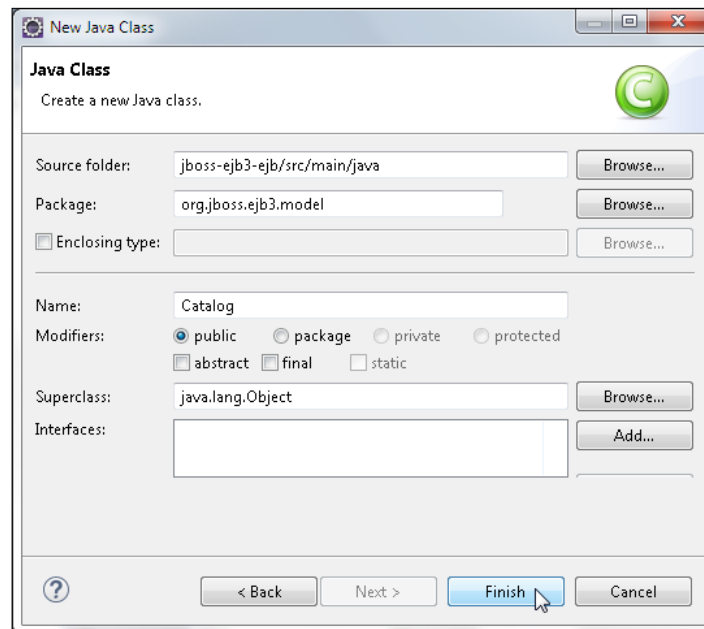 New Java Class
Java Class
Create a new Java class.
Source folder: jboss-ejb3-ejb/src/main/java Browse...
Package: org.jboss.ejb3.model Browse...
Enclosing type: Browse...
Name: Catalog
Modifiers: public package private protected
abstract final static
Superclass: java.lang.Object Browse...
Interfaces: Add...
? < Back Next > Finish Cancel